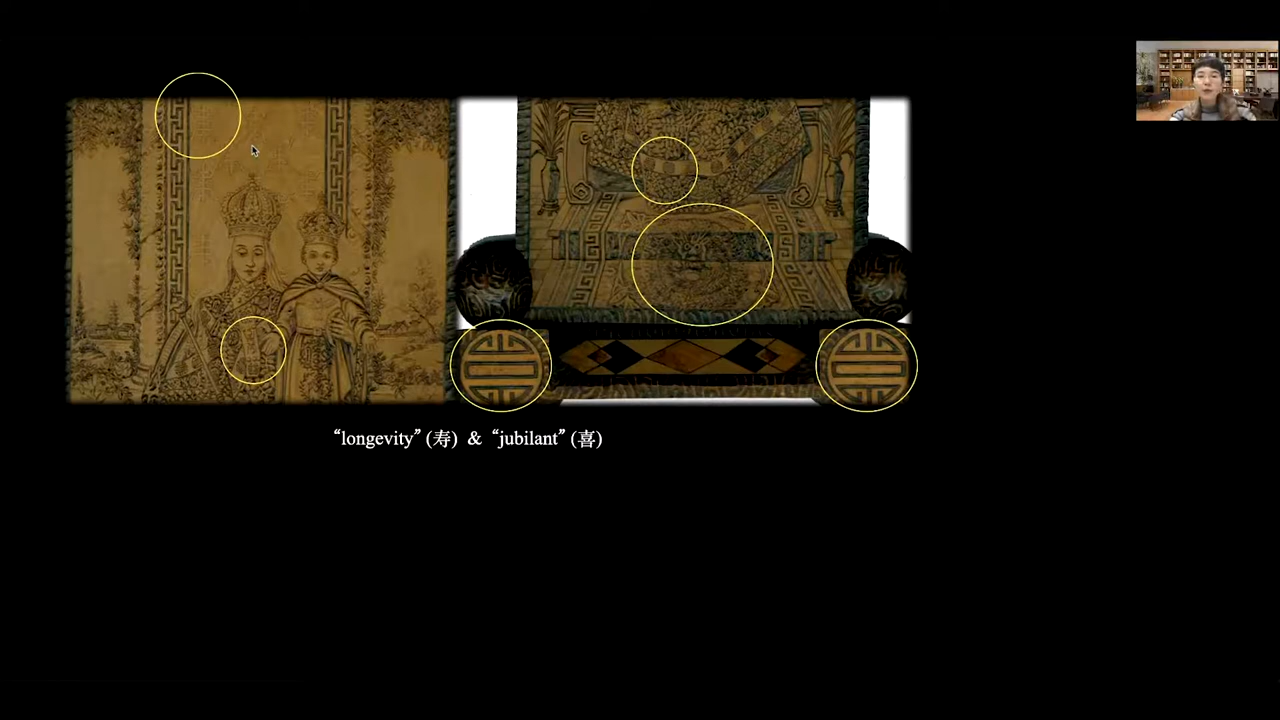 “longevity” (寿) & “jubilant” (喜)